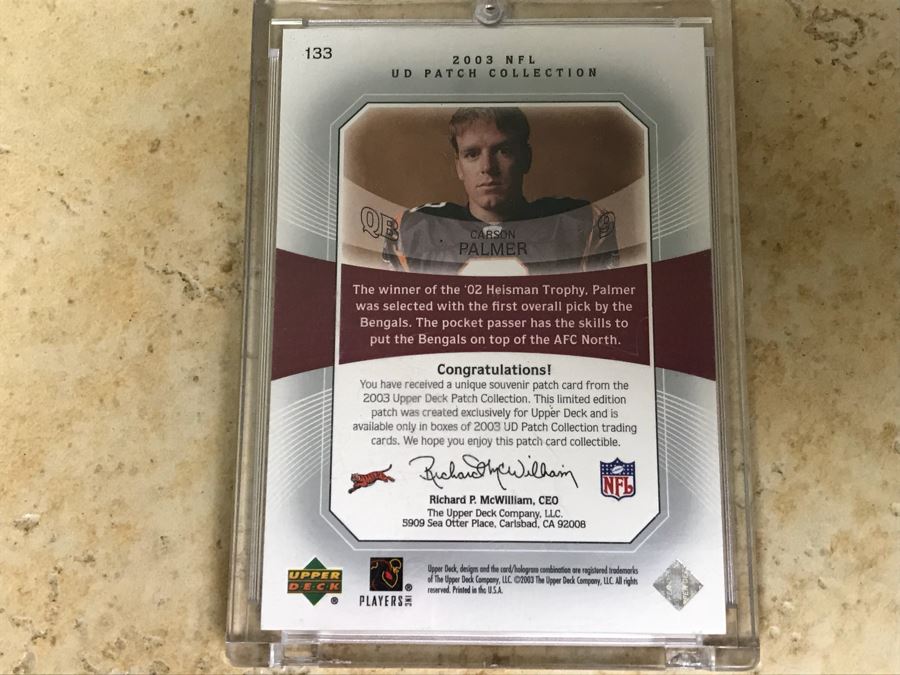 133
2003 NFL
UD PATCH COLLECTION
QB
9
CARSON
PALMER
The winner of the '02 Heisman Trophy, Palmer
was selected with the first overall pick by the
Bengals. The pocket passer has the skills to
put the Bengals on top of the AFC North.
Congratulations!
You have received a unique souvenir patch card from the
2003 Upper Deck Patch Collection. This limited edition
patch was created exclusively for Upper Deck and is
available only in boxes of 2003 UD Patch Collection trading
cards. We hope you enjoy this patch card collectible.
Richard P. McWilliam
NFL
Richard P. McWilliam, CEO
The Upper Deck Company, LLC.
5909 Sea Otter Place, Carlsbad, CA 92008
UPPER
DECK
®
PLAYERS INC
®
Upper Deck, designs and the card/hologram combination are registered trademarks
of The Upper Deck Company, LLC. ©2003 The Upper Deck Company, LLC. All rights
reserved. Printed in the U.S.A.